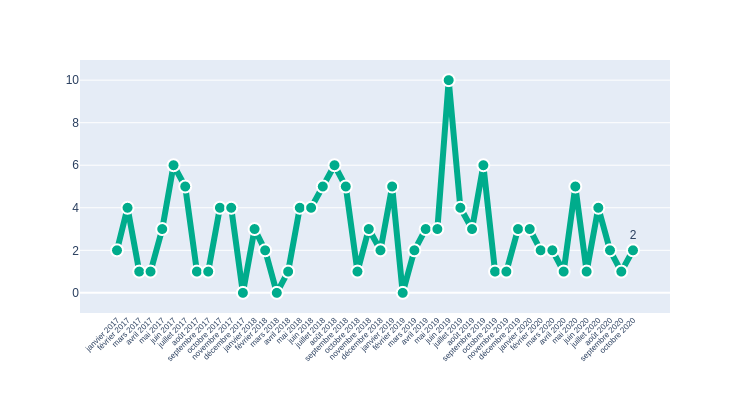 10
8
6
4
2
0
2
janvier 2017
février 2017
mars 2017
avril 2017
mai 2017
juin 2017
juillet 2017
août 2017
septembre 2017
octobre 2017
novembre 2017
décembre 2017
janvier 2018
février 2018
mars 2018
avril 2018
mai 2018
juin 2018
juillet 2018
août 2018
septembre 2018
octobre 2018
novembre 2018
décembre 2018
janvier 2019
février 2019
mars 2019
avril 2019
mai 2019
juin 2019
juillet 2019
août 2019
septembre 2019
octobre 2019
novembre 2019
décembre 2019
janvier 2020
février 2020
mars 2020
avril 2020
mai 2020
juin 2020
juillet 2020
août 2020
septembre 2020
octobre 2020